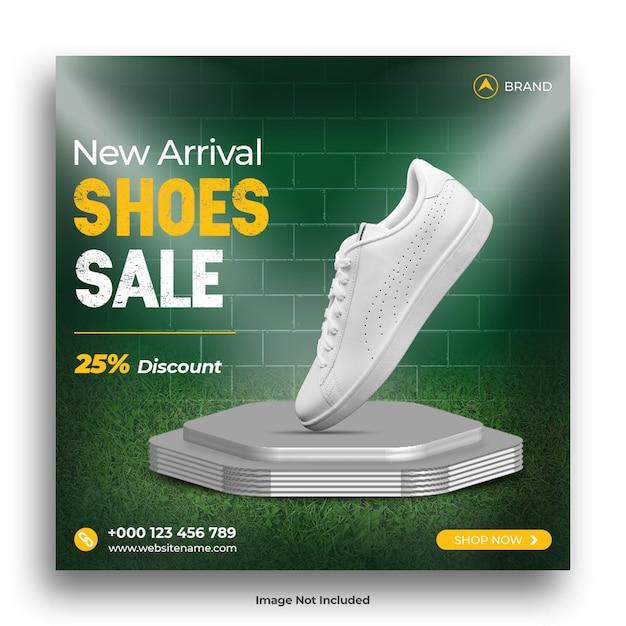 BRAND
New Arrival
SHOES
SALE
25% Discount
+000 123 456 789
www.websitename.com
SHOP NOW
Image Not Included